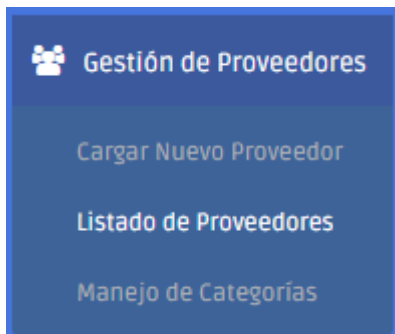 Gestión de Proveedores
Cargar Nuevo Proveedor
Listado de Proveedores
Manejo de Categorías